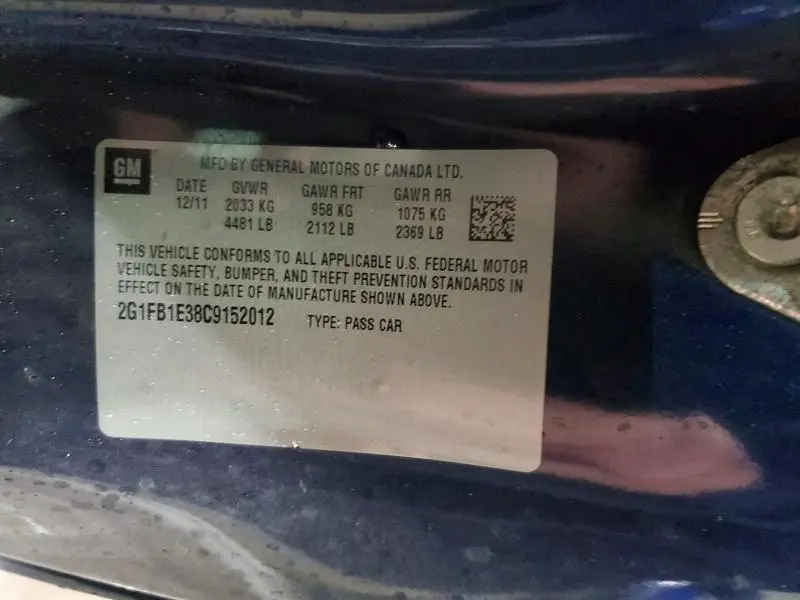 GM
MFD BY GENERAL MOTORS OF CANADA LTD.
DATE GVWR GAWR FRT GAWR RR
12/11 2033 KG 958 KG 1075 KG
4481 LB 2112 LB 2369 LB
THIS VEHICLE CONFORMS TO ALL APPLICABLE U.S. FEDERAL MOTOR
VEHICLE SAFETY, BUMPER, AND THEFT PREVENTION STANDARDS IN
EFFECT ON THE DATE OF MANUFACTURE SHOWN ABOVE.
2G1FB1E38C9152012 TYPE: PASS CAR